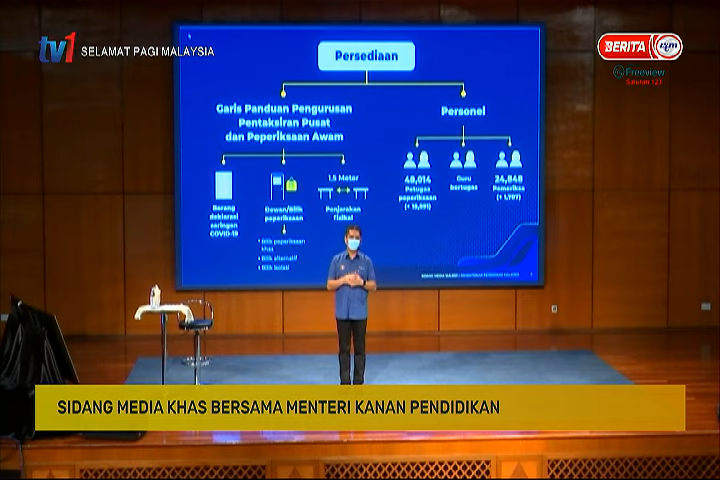 tv1 SELAMAT PAGI MALAYSIA
BERITA rtm
Freeview
Saluran 123
Persediaan
Garis Panduan Pengurusan
Pentaksiran Pusat
dan Peperiksaan Awam
Personel
Borang
deklarasi
saringan
COVID-19
Dewan/Bilik
peperiksaan
• Bilik peperiksaan
khas
• Bilik alternatif
• Bilik isolasi
1.5 Meter
Penjarakan
fizikal
Petugas
peperiksaan
Guru
bertugas
24,848
Pemeriksa
(+ 1,797)
SIDANG MEDIA KHAS BERSAMA MENTERI KANAN PENDIDIKAN